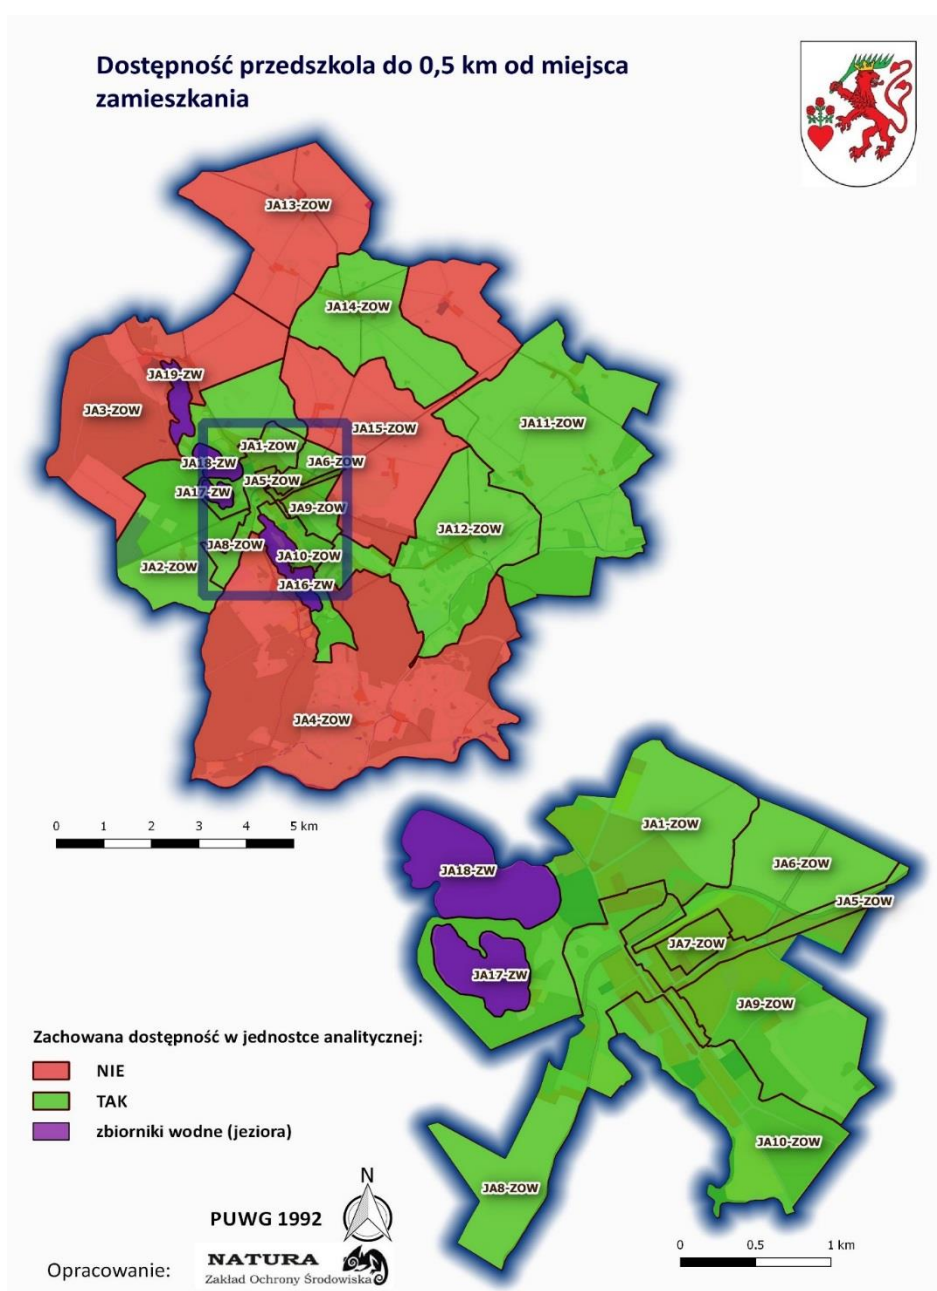 Dostępność przedszkola do 0,5 km od miejsca
zamieszkania
JA13-ZOW
JA14-ZOW
JA19-ZW
JA3-ZOW
JA11-ZOW
JA15-ZOW
JA1-ZOW
JA18-ZW
JA6-ZOW
JA5-ZOW
JA17-ZW
JA9-ZOW
JA12-ZOW
JA8-ZOW
JA10-ZOW
JA2-ZOW
JA16-ZW
JA4-ZOW
0 1 2 3 4 5 km
JA1-ZOW
JA18-ZW
JA6-ZOW
JA5-ZOW
JA7-ZOW
JA17-ZW
JA9-ZOW
JA10-ZOW
JA8-ZOW
Zachowana dostępność w jednostce analitycznej:
NIE
TAK
zbiorniki wodne (jeziora)
N
PUWG 1992
0 0.5 1 km
Opracowanie:
NATURA
Zakład Ochrony Środowiska